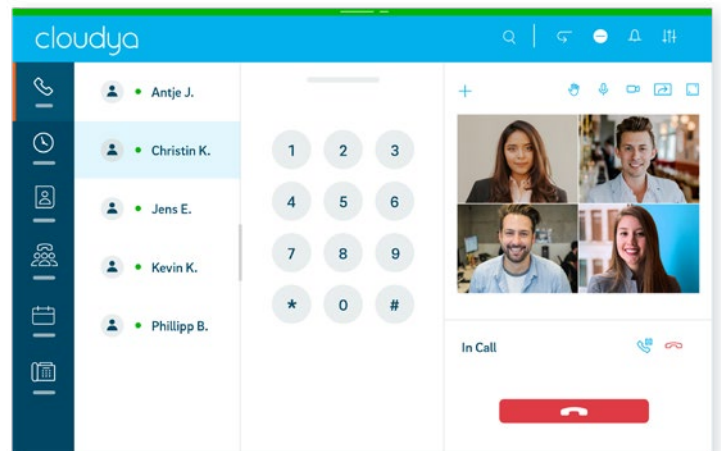 cloudya
Antje J.
Christin K.
Jens E.
Kevin K.
Phillipp B.
1 2 3
4 5 6
7 8 9
* 0 #
In Call